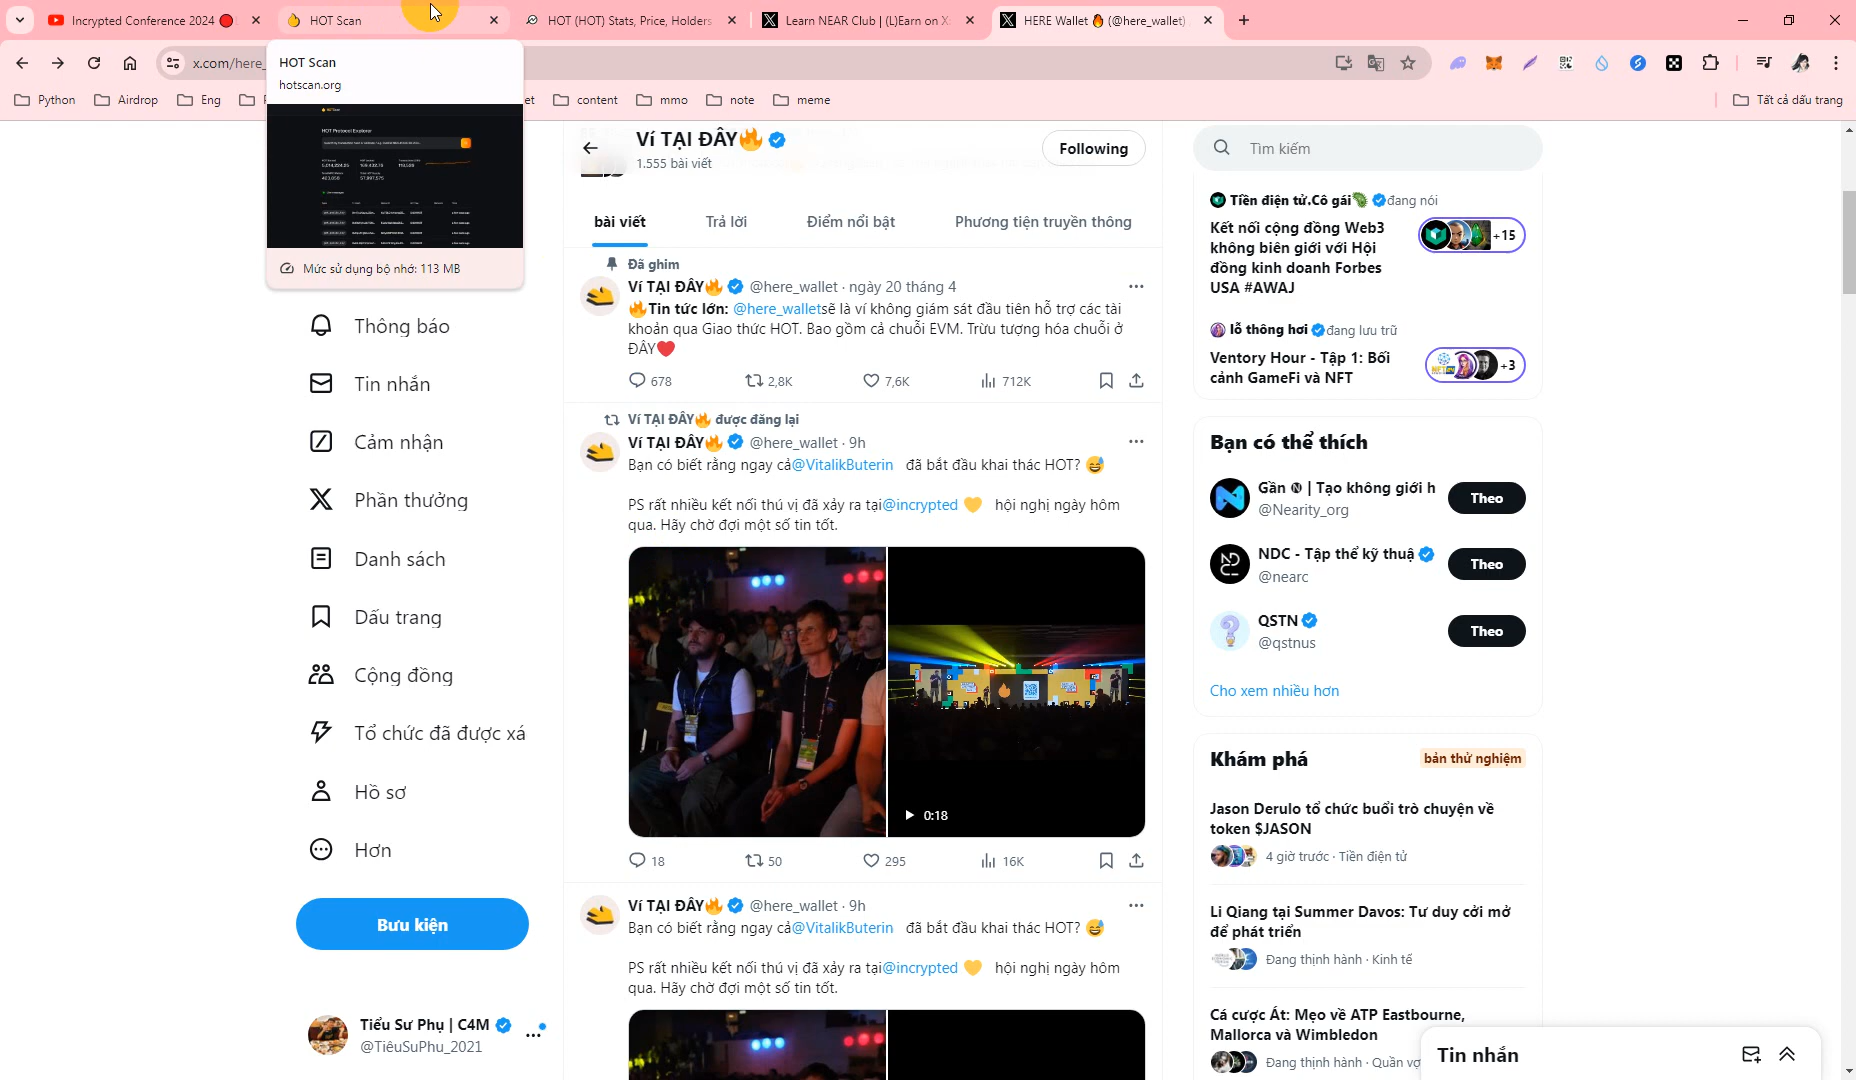 Incrypted Conference 2024
HOT Scan
HOT (HOT) Stats, Price, Holders
Learn NEAR Club | (L)Earn on X
HERE Wallet 🔥 (@here_wallet)
x.com/here_
HOT Scan
hotscan.org
HOT Protocol Explorer
Mức sử dụng bộ nhớ: 113 MB
Python
Airdrop
Eng
et
content
mmo
note
meme
Tất cả dấu trang
Ví TẠI ĐÂY🔥
1.555 bài viết
Following
bài viết
Trả lời
Điểm nổi bật
Phương tiện truyền thông
Đã ghim
Ví TẠI ĐÂY🔥 @here_wallet · ngày 20 tháng 4
🔥Tin tức lớn: @here_walletsẽ là ví không giám sát đầu tiên hỗ trợ các tài
khoản qua Giao thức HOT. Bao gồm cả chuỗi EVM. Trừu tượng hóa chuỗi ở
ĐÂY❤️
678
2,8K
7,6K
712K
Ví TẠI ĐÂY🔥 được đăng lại
Ví TẠI ĐÂY🔥 @here_wallet · 9h
Bạn có biết rằng ngay cả@VitalikButerin đã bắt đầu khai thác HOT? 😅
PS rất nhiều kết nối thú vị đã xảy ra tại@incrypted 💛 hội nghị ngày hôm
qua. Hãy chờ đợi một số tin tốt.
0:18
18
50
295
16K
Ví TẠI ĐÂY🔥 @here_wallet · 9h
Bạn có biết rằng ngay cả@VitalikButerin đã bắt đầu khai thác HOT? 😅
PS rất nhiều kết nối thú vị đã xảy ra tại@incrypted 💛 hội nghị ngày hôm
qua. Hãy chờ đợi một số tin tốt.
Thông báo
Tin nhắn
Cảm nhận
Phần thưởng
Danh sách
Dấu trang
Cộng đồng
Tổ chức đã được xá
Hồ sơ
Hơn
Bưu kiện
Tiểu Sư Phụ | C4M
@TiêuSuPhu_2021
Tìm kiếm
Tiền điện tử.Cô gái🦎 đang nói
Kết nối cộng đồng Web3
không biên giới với Hội
đồng kinh doanh Forbes
USA #AWAJ
+15
lỗ thông hơi đang lưu trữ
Ventory Hour - Tập 1: Bối
cảnh GameFi và NFT
+3
Bạn có thể thích
Gần Ⓝ | Tạo không giới h
@Nearity_org
Theo
NDC - Tập thể kỹ thuậ
@nearc
Theo
QSTN
@qstnus
Theo
Cho xem nhiều hơn
Khám phá
bản thử nghiệm
Jason Derulo tổ chức buổi trò chuyện về
token $JASON
4 giờ trước · Tiền điện tử
Li Qiang tại Summer Davos: Tư duy cởi mở
để phát triển
Đang thịnh hành · Kinh tế
Cá cược Át: Mẹo về ATP Eastbourne,
Mallorca và Wimbledon
Đang thịnh hành · Quần vợ
Tin nhắn